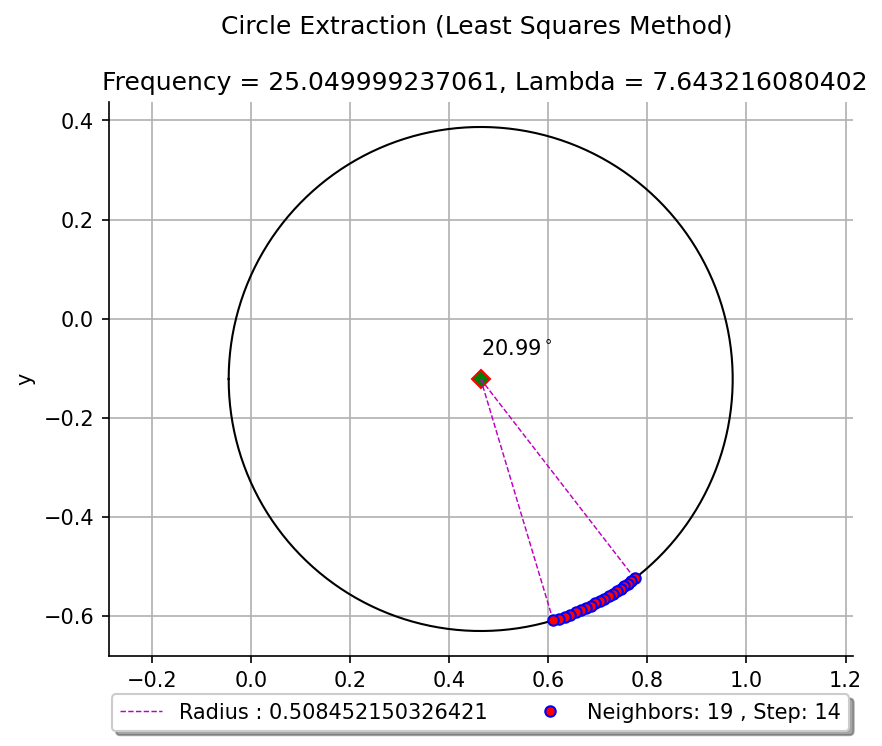 Circle Extraction (Least Squares Method)
Frequency = 25.049999237061, Lambda = 7.643216080402
0.4
0.2
0.0
−0.2
−0.4
−0.6
y
20.99°
−0.2 0.0 0.2 0.4 0.6 0.8 1.0 1.2
Radius : 0.508452150326421
Neighbors: 19 , Step: 14